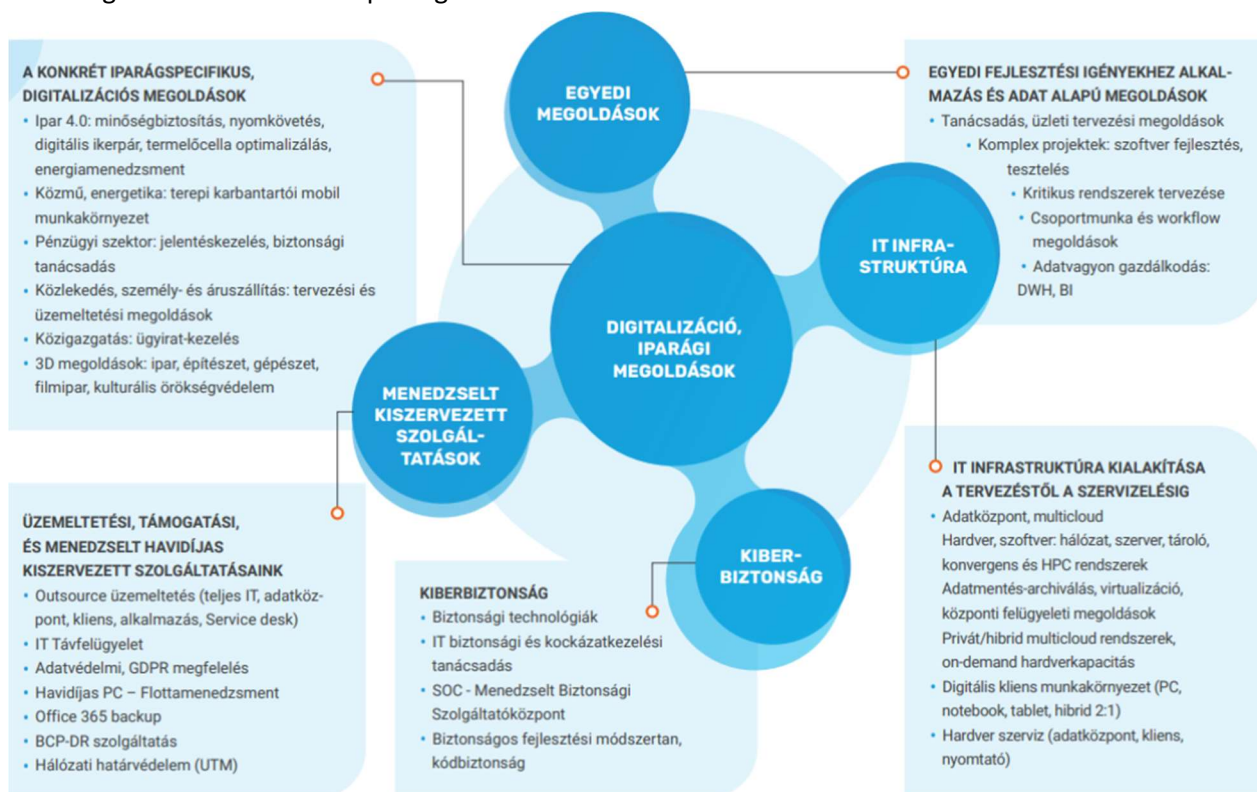 A KONKRÉT IPARÁGSPECIFIKUS,
DIGITALIZÁCIÓS MEGOLDÁSOK
• Ipar 4.0: minőségbiztosítás, nyomkövetés,
digitális ikerpár, termelőcella optimalizálás,
energiamenedzsment
• Közmű, energetika: terepi karbantartói mobil
munkakörnyezet
• Pénzügyi szektor: jelentéskezelés, biztonsági
tanácsadás
• Közlekedés, személy- és áruszállítás: tervezési és
üzemeltetési megoldások
• Közigazgatás: ügyirat-kezelés
• 3D megoldások: ipar, építészet, gépészet,
filmipar, kulturális örökségvédelem
EGYEDI
MEGOLDÁSOK
EGYEDI FEJLESZTÉSI IGÉNYEKHEZ ALKAL-
MAZÁS ÉS ADAT ALAPÚ MEGOLDÁSOK
• Tanácsadás, üzleti tervezési megoldások
• Komplex projektek: szoftver fejlesztés,
tesztelés
• Kritikus rendszerek tervezése
• Csoportmunka és workflow
megoldások
• Adatvagyon gazdálkodás:
DWH, BI
IT INFRA-
STRUKTÚRA
DIGITALIZÁCIÓ,
IPARÁGI
MEGOLDÁSOK
MENEDZSELT
KISZERVEZETT
SZOLGÁL-
TATÁSOK
KIBER-
BIZTONSÁG
ÜZEMELTETÉSI, TÁMOGATÁSI,
ÉS MENEDZSELT HAVIDÍJAS
KISZERVEZETT SZOLGÁLTATÁSAINK
• Outsource üzemeltetés (teljes IT, adatköz-
pont, kliens, alkalmazás, Service desk)
• IT Távfelügyelet
• Adatvédelmi, GDPR megfelelés
• Havidíjas PC – Flottamenedzsment
• Office 365 backup
• BCP-DR szolgáltatás
• Hálózati határvédelem (UTM)
KIBERBIZTONSÁG
• Biztonsági technológiák
• IT biztonsági és kockázatkezelési
tanácsadás
• SOC - Menedzselt Biztonsági
Szolgáltatóközpont
• Biztonságos fejlesztési módszertan,
kódbiztonság
IT INFRASTRUKTÚRA KIALAKÍTÁSA
A TERVEZÉSTŐL A SZERVIZELÉSIG
• Adatközpont, multicloud
Hardver, szoftver: hálózat, szerver, tároló,
konvergens és HPC rendszerek
Adatmentés-archiválás, virtualizáció,
központi felügyeleti megoldások
Privát/hibrid multicloud rendszerek,
on-demand hardverkapacitás
• Digitális kliens munkakörnyezet (PC,
notebook, tablet, hibrid 2:1)
• Hardver szerviz (adatközpont, kliens,
nyomtató)